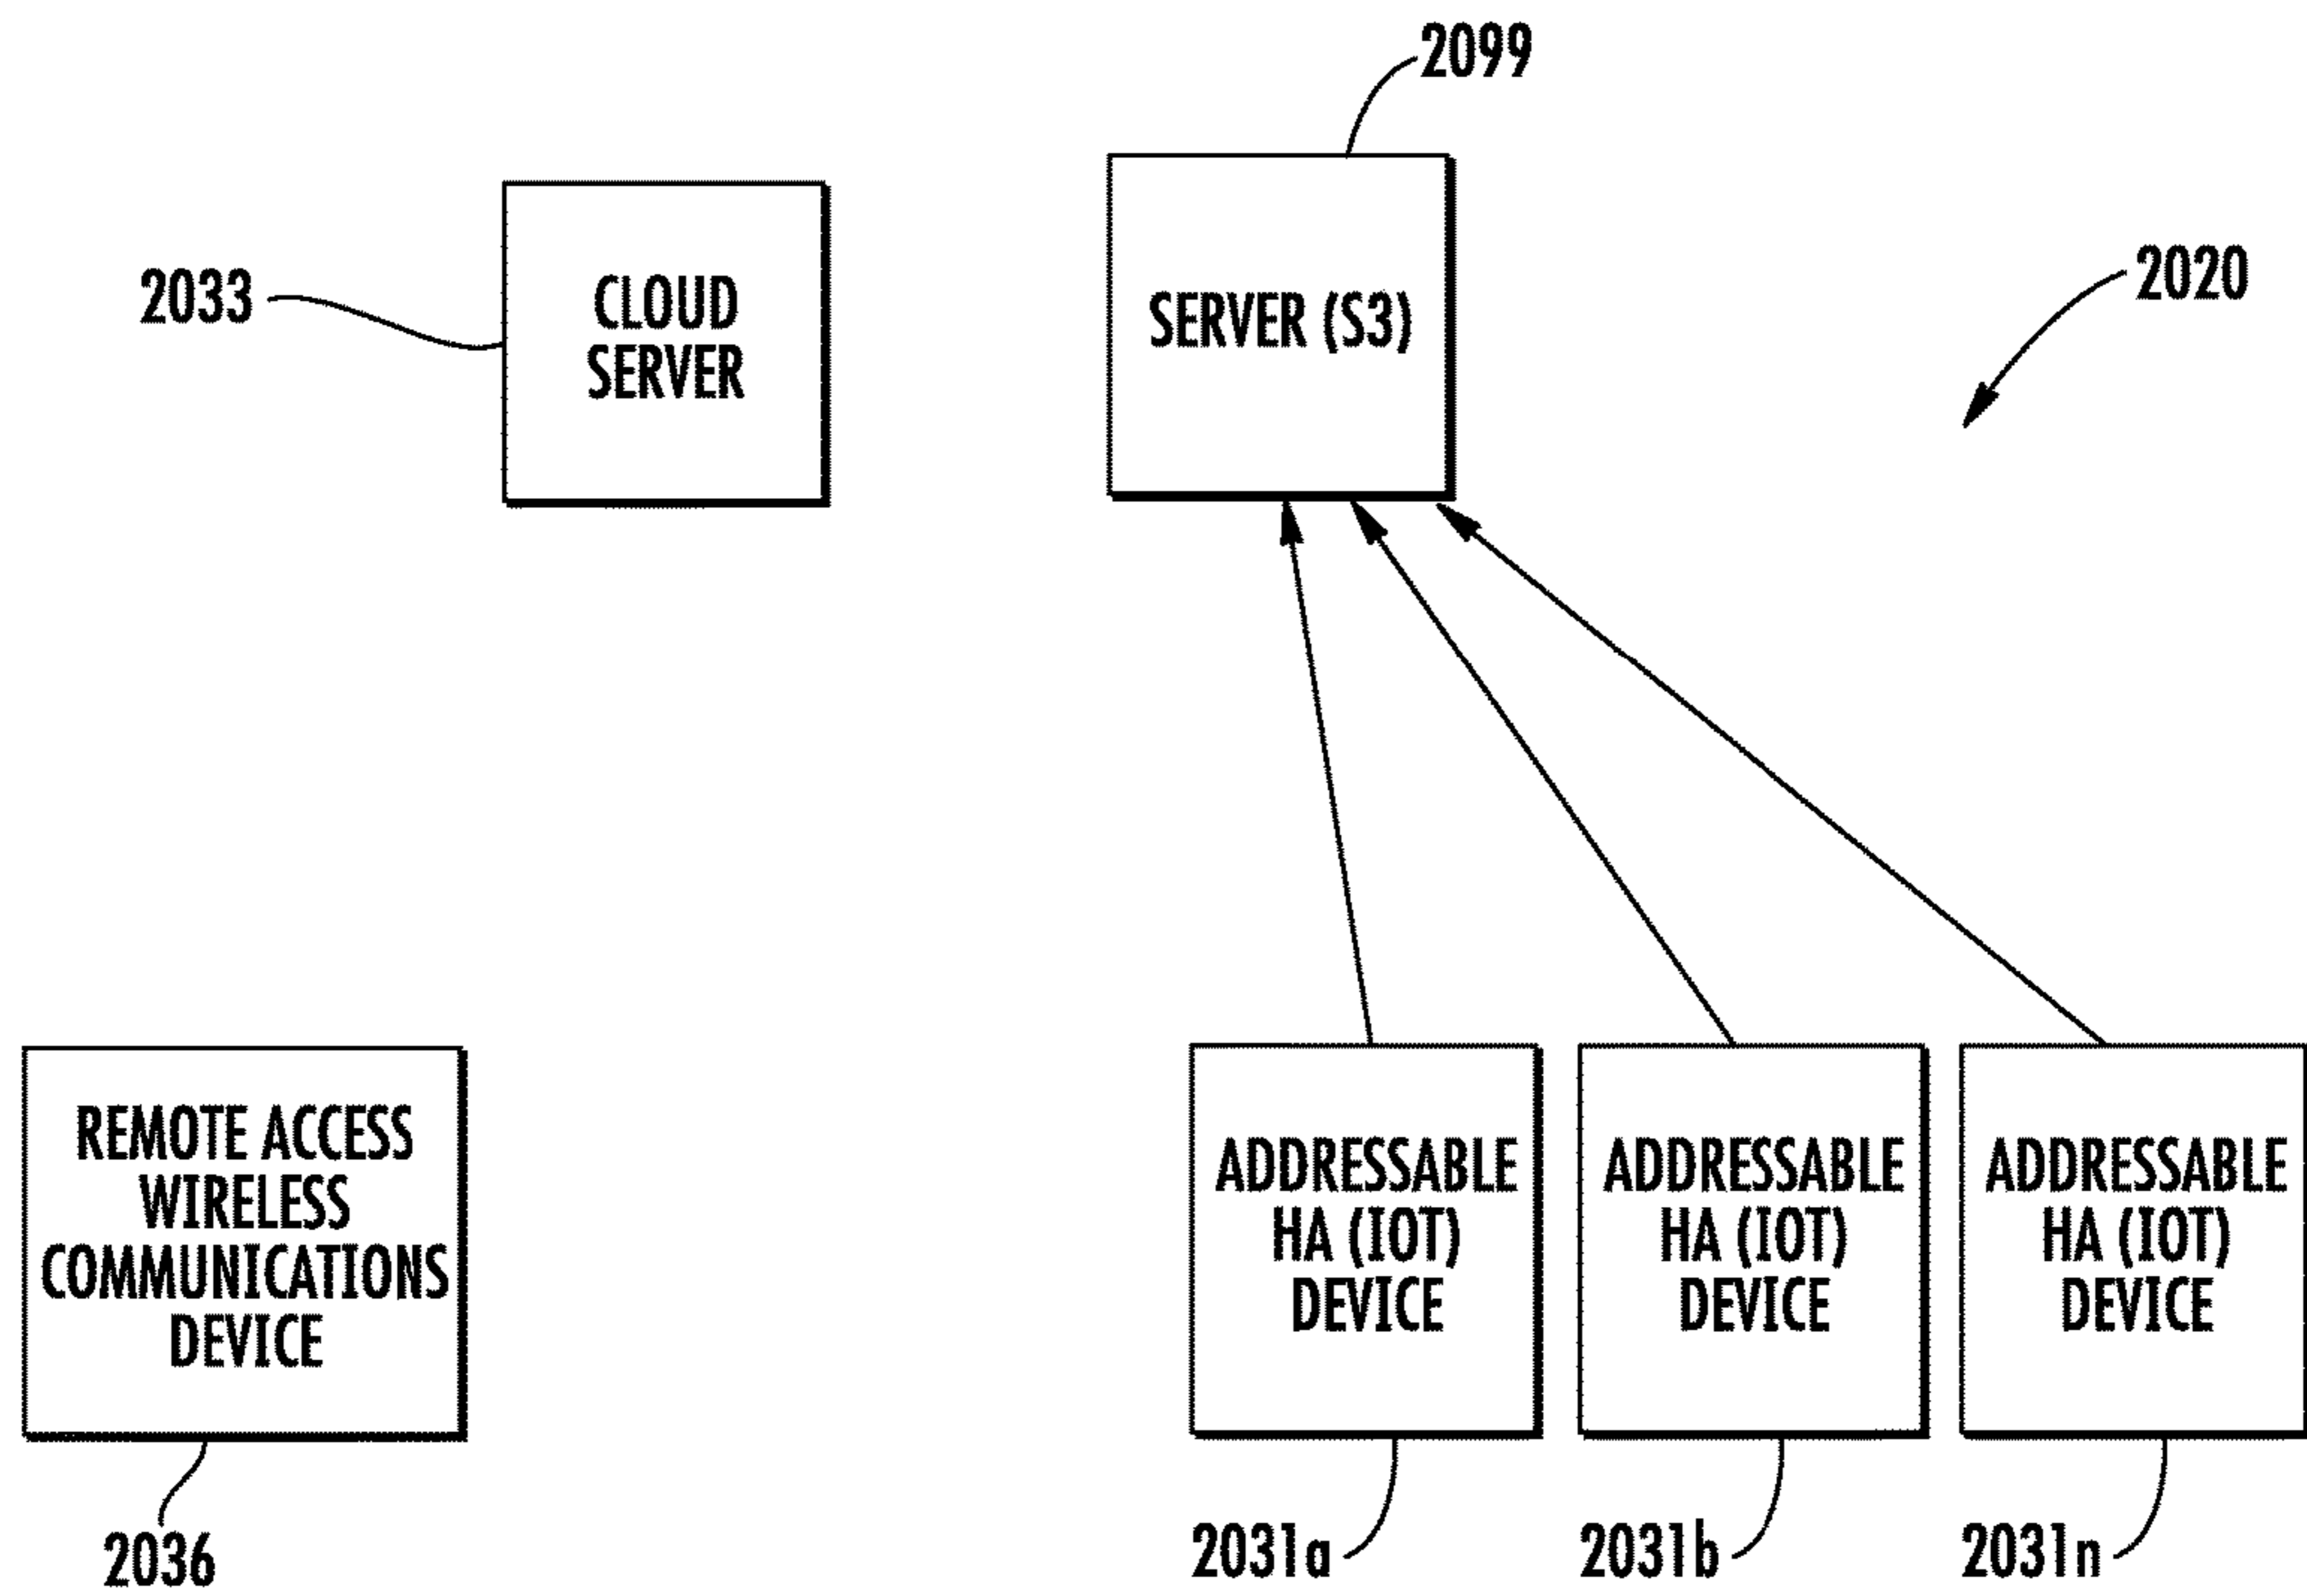 2099
2033
CLOUD
SERVER
SERVER (S3)
2020
REMOTE ACCESS
WIRELESS
COMMUNICATIONS
DEVICE
ADDRESSABLE
HA (IOT)
DEVICE
ADDRESSABLE
HA (IOT)
DEVICE
ADDRESSABLE
HA (IOT)
DEVICE
2036
2031a
2031b
2031n